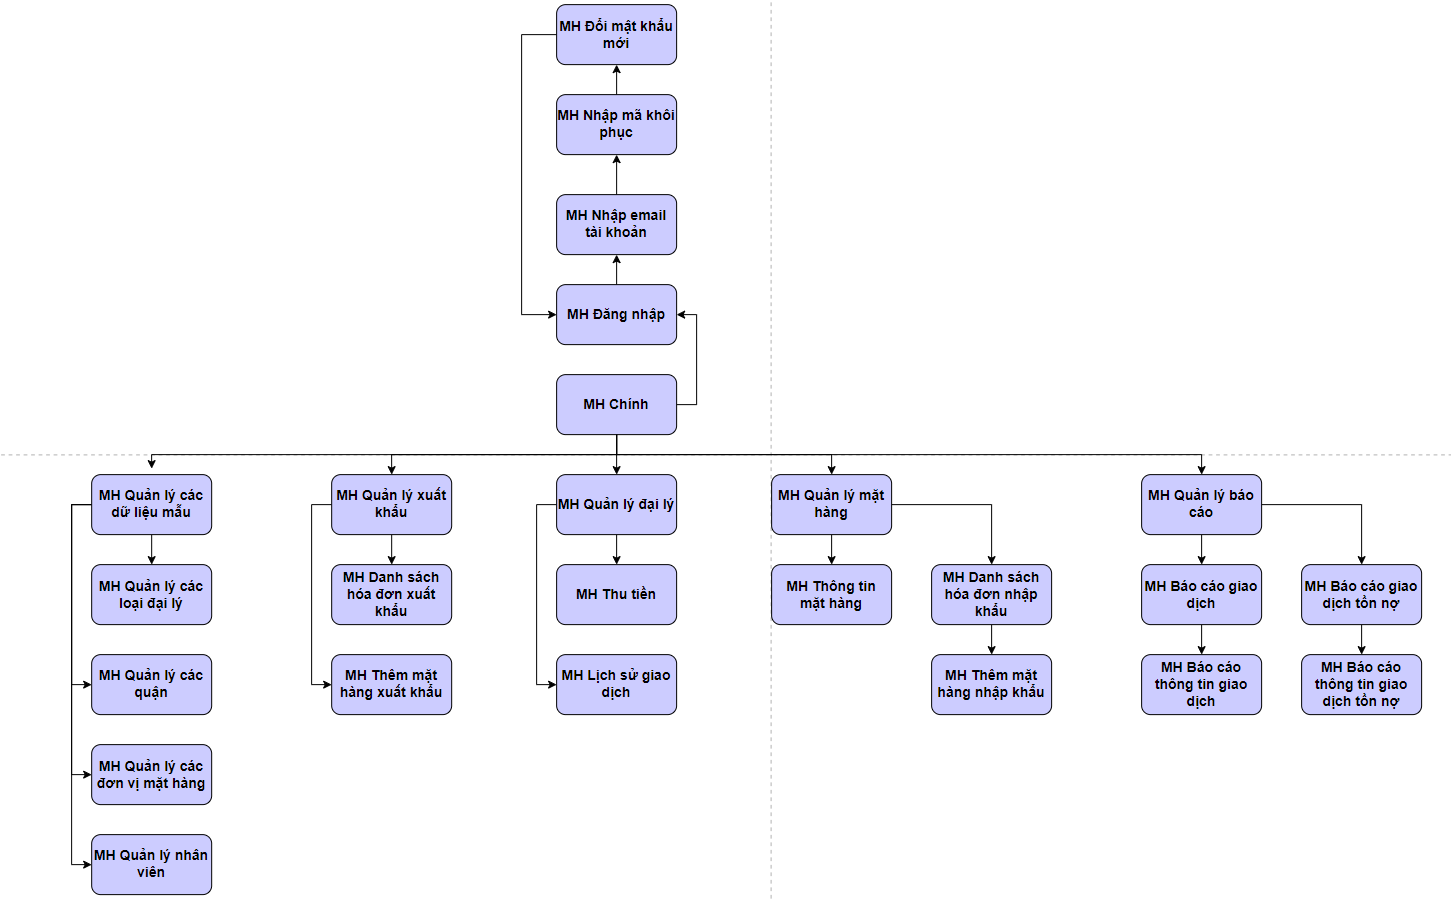 MH Đổi mật khẩu
mới
MH Nhập mã khôi
phục
MH Nhập email
tài khoản
MH Đăng nhập
MH Chính
MH Quản lý các
dữ liệu mẫu
MH Quản lý xuất
khẩu
MH Quản lý đại lý
MH Quản lý mặt
hàng
MH Quản lý báo
cáo
MH Quản lý các
loại đại lý
MH Danh sách
hóa đơn xuất
khẩu
MH Thu tiền
MH Thông tin
mặt hàng
MH Danh sách
hóa đơn nhập
khẩu
MH Báo cáo giao
dịch
MH Báo cáo giao
dịch tồn nợ
MH Quản lý các
quận
MH Thêm mặt
hàng xuất khẩu
MH Lịch sử giao
dịch
MH Thêm mặt
hàng nhập khẩu
MH Báo cáo
thông tin giao
dịch
MH Báo cáo
thông tin giao
dịch tồn nợ
MH Quản lý các
đơn vị mặt hàng
MH Quản lý nhân
viên